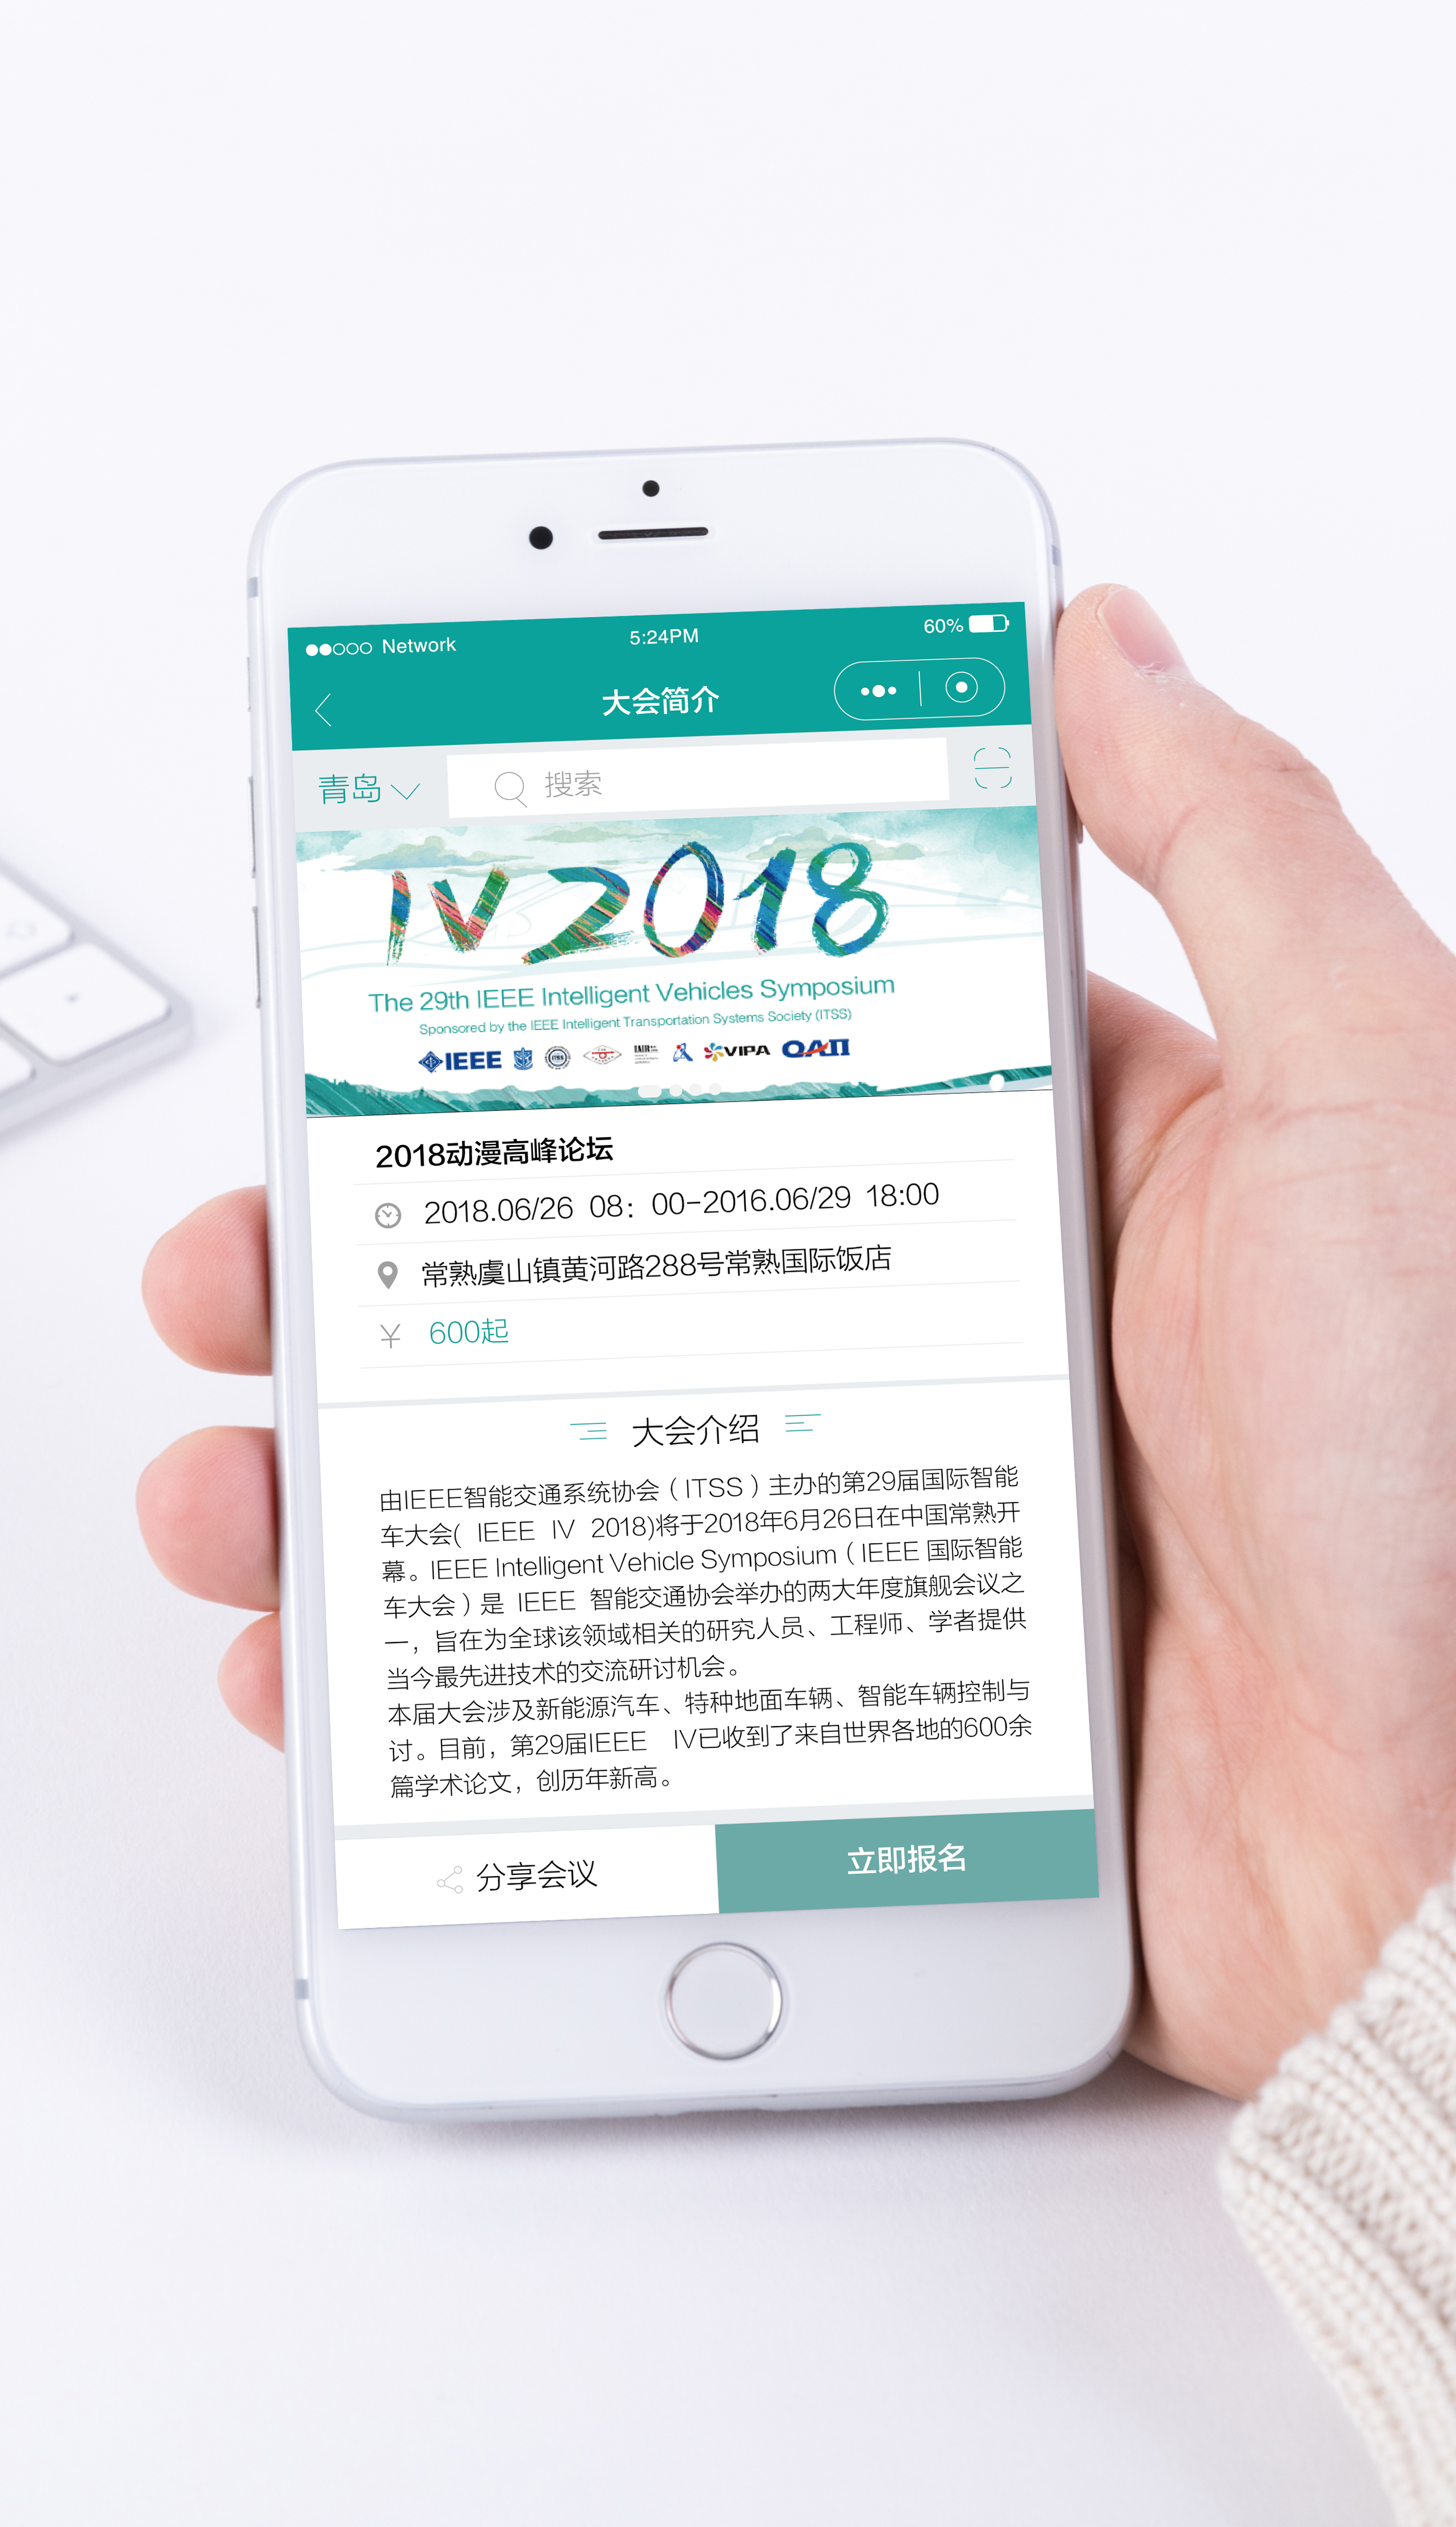 Network 5:24PM 60%
大会简介
青岛 搜索
IV2018
The 29th IEEE Intelligent Vehicles Symposium
Sponsored by the IEEE Intelligent Transportation Systems Society (ITSS)
IEEE VIPA
2018动漫高峰论坛
2018.06/26 08：00-2016.06/29 18:00
常熟虞山镇黄河路288号常熟国际饭店
¥ 600起
大会介绍
由IEEE智能交通系统协会（ITSS）主办的第29届国际智能
车大会( IEEE IV 2018)将于2018年6月26日在中国常熟开
幕。IEEE Intelligent Vehicle Symposium（IEEE 国际智能
车大会）是 IEEE 智能交通协会举办的两大年度旗舰会议之
一，旨在为全球该领域相关的研究人员、工程师、学者提供
当今最先进技术的交流研讨机会。
本届大会涉及新能源汽车、特种地面车辆、智能车辆控制与
讨。目前，第29届IEEE IV已收到了来自世界各地的600余
篇学术论文，创历年新高。
分享会议 立即报名